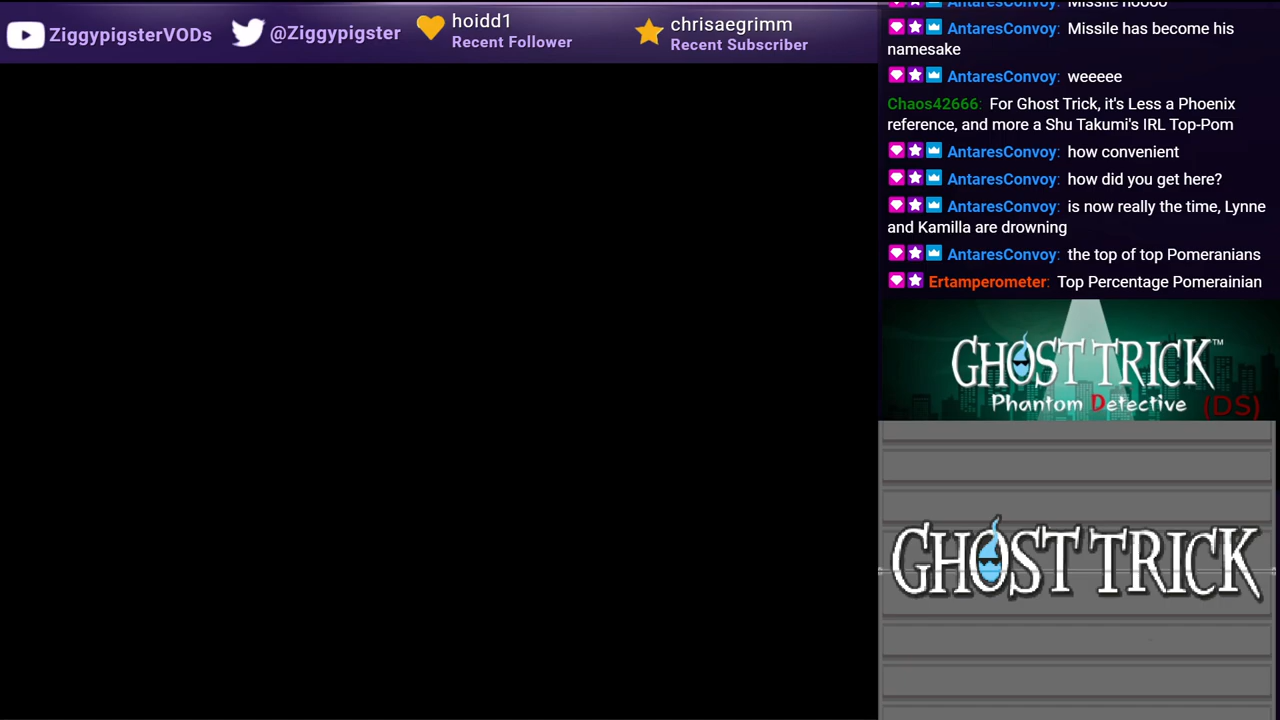 ZiggypigsterVODs
@Ziggypigster
hoidd1
Recent Follower
chrisaegrimm
Recent Subscriber
AntaresConvoy: Missile noooo
AntaresConvoy: Missile has become his
namesake
AntaresConvoy: weeeee
Chaos42666: For Ghost Trick, it's Less a Phoenix
reference, and more a Shu Takumi's IRL Top-Pom
AntaresConvoy: how convenient
AntaresConvoy: how did you get here?
AntaresConvoy: is now really the time, Lynne
and Kamilla are drowning
AntaresConvoy: the top of top Pomeranians
Ertamperometer: Top Percentage Pomerainian
GHOST TRICK™
Phantom Detective (DS)
GHOST TRICK